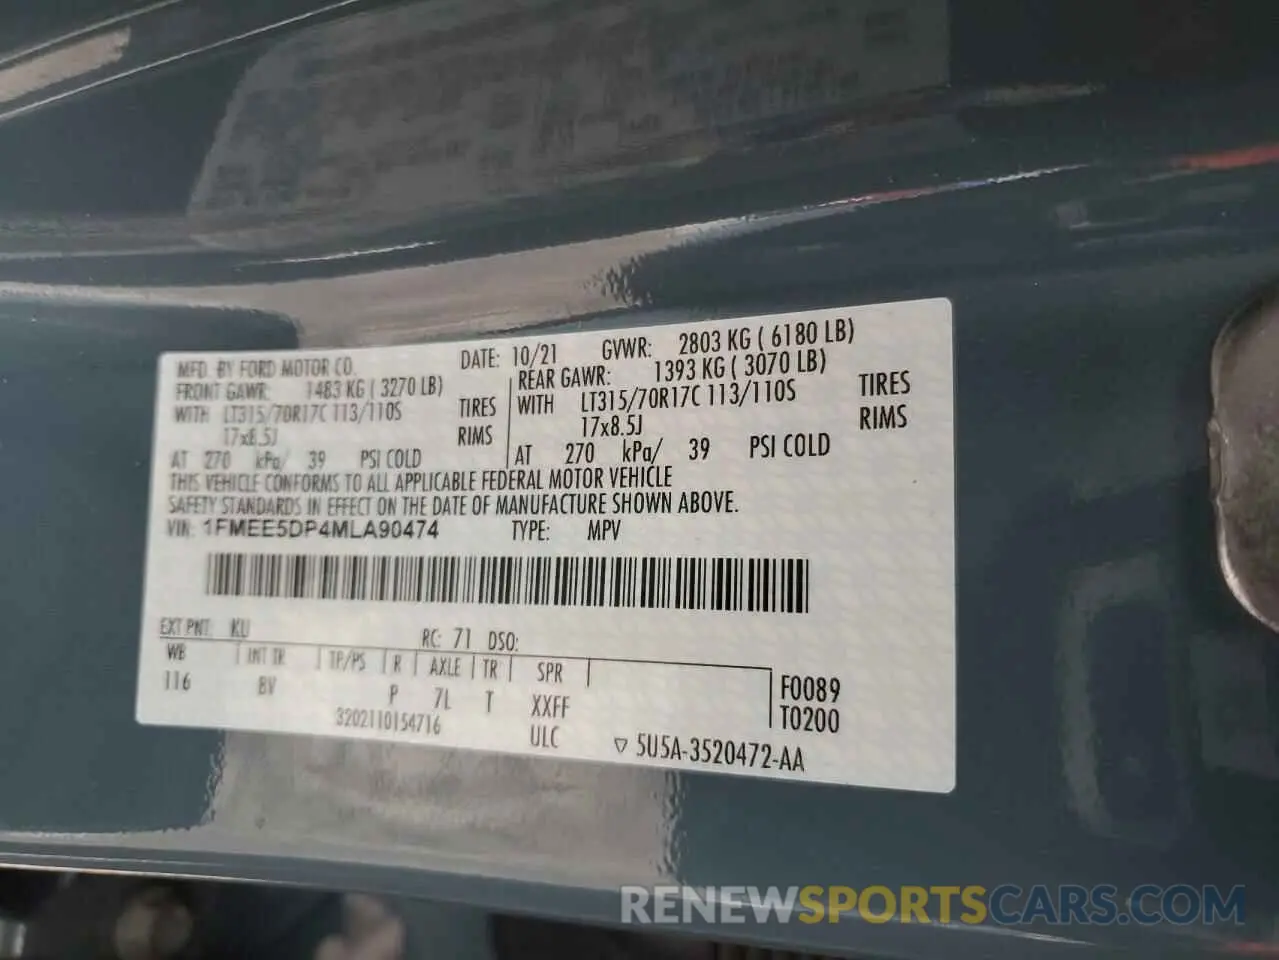 MFD. BY FORD MOTOR CO.
DATE: 10/21 GVWR: 2803 KG ( 6180 LB)
FRONT GAWR: 1483 KG ( 3270 LB)
WITH LT315/70R17C 113/110S TIRES
17x8.5J RIMS
AT 270 kPa/ 39 PSI COLD
REAR GAWR: 1393 KG ( 3070 LB)
WITH LT315/70R17C 113/110S TIRES
17x8.5J RIMS
AT 270 kPa/ 39 PSI COLD
THIS VEHICLE CONFORMS TO ALL APPLICABLE FEDERAL MOTOR VEHICLE
SAFETY STANDARDS IN EFFECT ON THE DATE OF MANUFACTURE SHOWN ABOVE.
VIN: 1FMEE5DP4MLA90474 TYPE: MPV
EXT PNT: KU RC: 71 DSO:
WB INT TR TP/PS R AXLE TR SPR
116 BV P 7L T XXFF
F0089
T0200
3202110154716 ULC ▽ 5U5A-3520472-AA
RENEWSPORTSCARS.COM